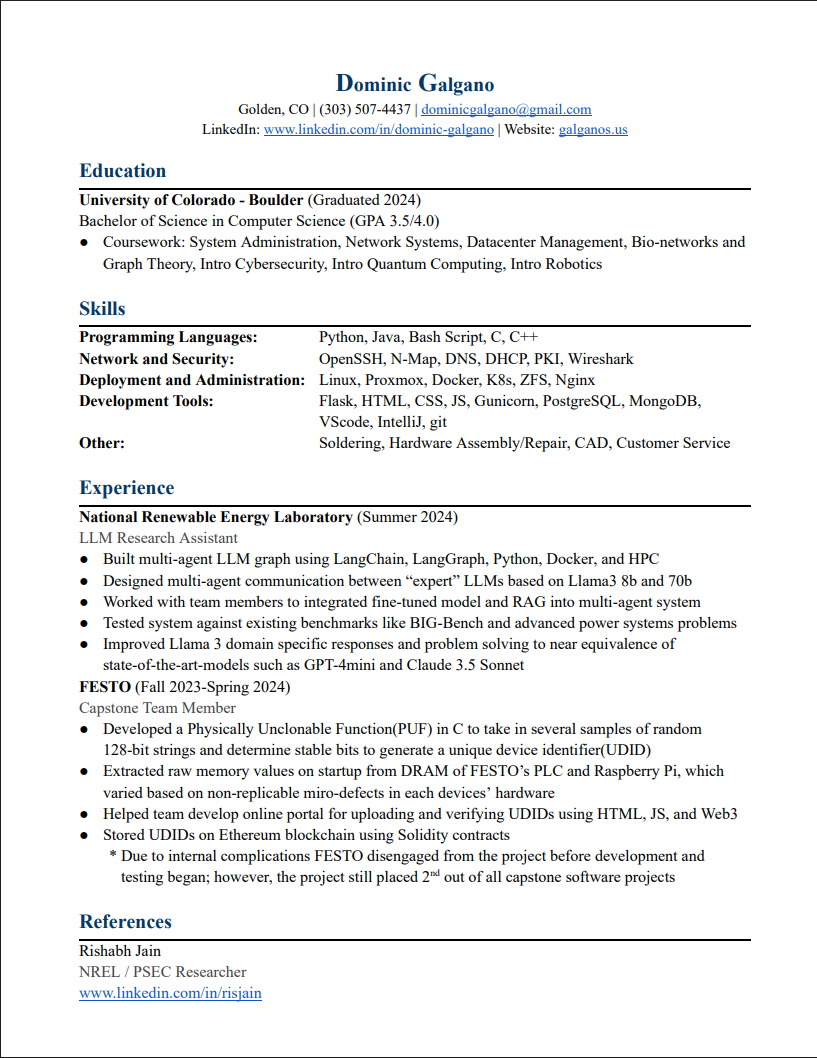 Dominic Galgano
Golden, CO | (303) 507-4437 | dominicgalgano@gmail.com
LinkedIn: www.linkedin.com/in/dominic-galgano | Website: galganos.us
Education
University of Colorado - Boulder (Graduated 2024)
Bachelor of Science in Computer Science (GPA 3.5/4.0)
● Coursework: System Administration, Network Systems, Datacenter Management, Bio-networks and
Graph Theory, Intro Cybersecurity, Intro Quantum Computing, Intro Robotics
Skills
Programming Languages: Python, Java, Bash Script, C, C++
Network and Security: OpenSSH, N-Map, DNS, DHCP, PKI, Wireshark
Deployment and Administration: Linux, Proxmox, Docker, K8s, ZFS, Nginx
Development Tools: Flask, HTML, CSS, JS, Gunicorn, PostgreSQL, MongoDB,
VScode, IntelliJ, git
Other: Soldering, Hardware Assembly/Repair, CAD, Customer Service
Experience
National Renewable Energy Laboratory (Summer 2024)
LLM Research Assistant
● Built multi-agent LLM graph using LangChain, LangGraph, Python, Docker, and HPC
● Designed multi-agent communication between “expert” LLMs based on Llama3 8b and 70b
● Worked with team members to integrated fine-tuned model and RAG into multi-agent system
● Tested system against existing benchmarks like BIG-Bench and advanced power systems problems
● Improved Llama 3 domain specific responses and problem solving to near equivalence of
state-of-the-art-models such as GPT-4mini and Claude 3.5 Sonnet
FESTO (Fall 2023-Spring 2024)
Capstone Team Member
● Developed a Physically Unclonable Function(PUF) in C to take in several samples of random
128-bit strings and determine stable bits to generate a unique device identifier(UDID)
● Extracted raw memory values on startup from DRAM of FESTO’s PLC and Raspberry Pi, which
varied based on non-replicable miro-defects in each devices’ hardware
● Helped team develop online portal for uploading and verifying UDIDs using HTML, JS, and Web3
● Stored UDIDs on Ethereum blockchain using Solidity contracts
* Due to internal complications FESTO disengaged from the project before development and
testing began; however, the project still placed 2nd out of all capstone software projects
References
Rishabh Jain
NREL / PSEC Researcher
www.linkedin.com/in/risjain